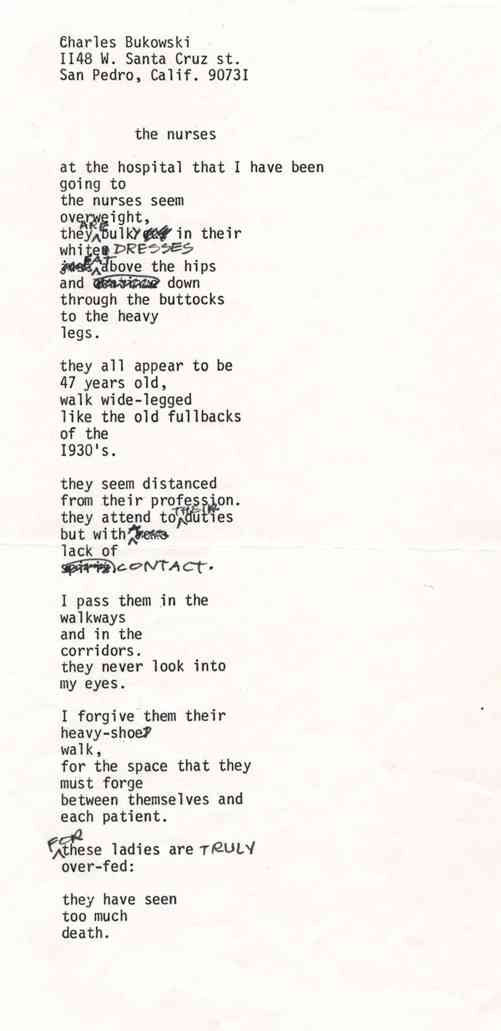 Charles Bukowski
II48 W. Santa Cruz st.
San Pedro, Calif. 9073I
the nurses
at the hospital that I have been
going to
the nurses seem
overweight,
they ARE bulky in their
white DRESSES
FAT above the hips
and down
through the buttocks
to the heavy
legs.
they all appear to be
47 years old,
walk wide-legged
like the old fullbacks
of the
I930's.
they seem distanced
from their profession.
they attend to THEIR duties
but with A
lack of
CONTACT.
I pass them in the
walkways
and in the
corridors.
they never look into
my eyes.
I forgive them their
heavy-shoed
walk,
for the space that they
must forge
between themselves and
each patient.
FOR these ladies are TRULY
over-fed:
they have seen
too much
death.